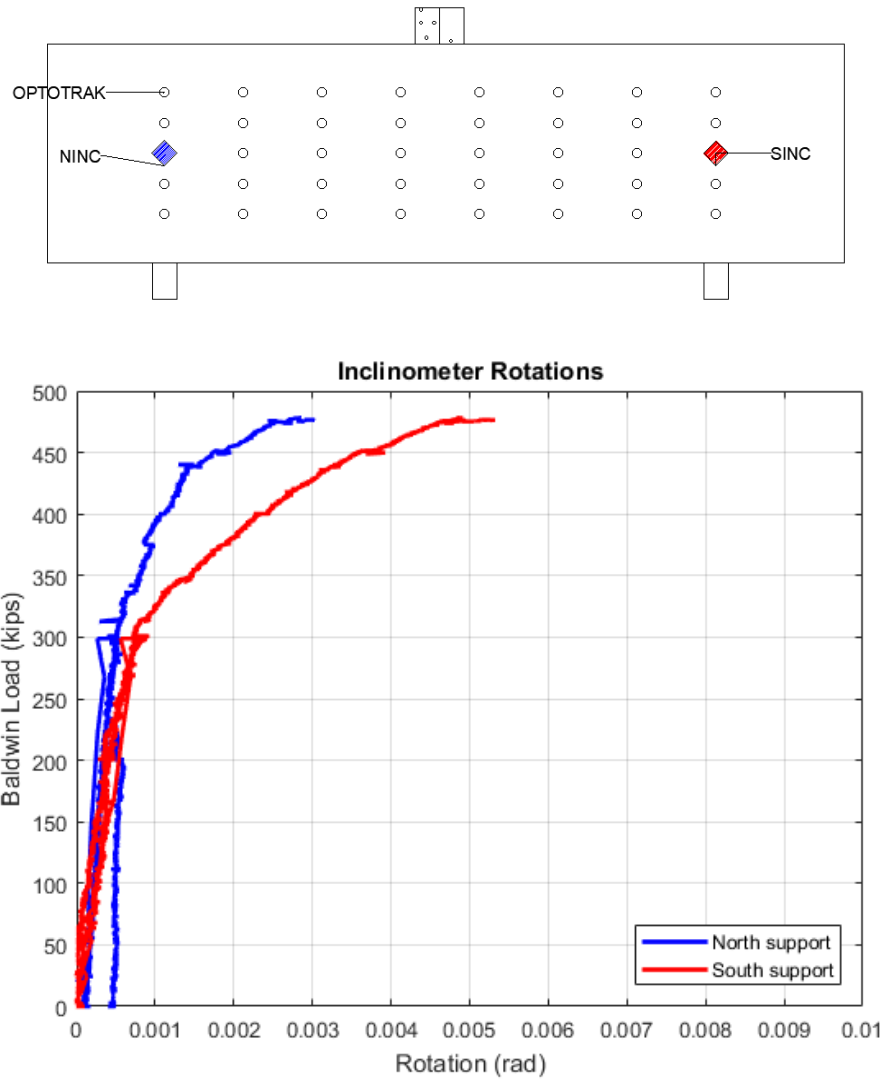 OPTOTRAK
NINC
SINC
Inclinometer Rotations
500
450
400
350
300
250
200
150
100
50
0
Baldwin Load (kips)
North support
South support
0 0.001 0.002 0.003 0.004 0.005 0.006 0.007 0.008 0.009 0.01
Rotation (rad)